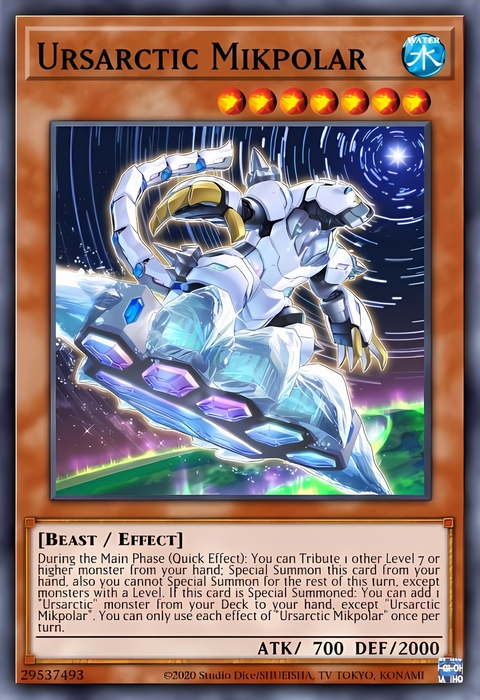 URSARCTIC MIKPOLAR
WATER
水
[BEAST / EFFECT]
During the Main Phase (Quick Effect): You can Tribute 1 other Level 7 or
higher monster from your hand; Special Summon this card from your
hand, also you cannot Special Summon for the rest of this turn, except
monsters with a Level. If this card is Special Summoned: You can add 1
"Ursarctic" monster from your Deck to your hand, except "Ursarctic
Mikpolar". You can only use each effect of "Ursarctic Mikpolar" once per
turn.
ATK/ 700 DEF/2000
29537493
©2020 Studio Dice/SHUEISHA, TV TOKYO, KONAMI